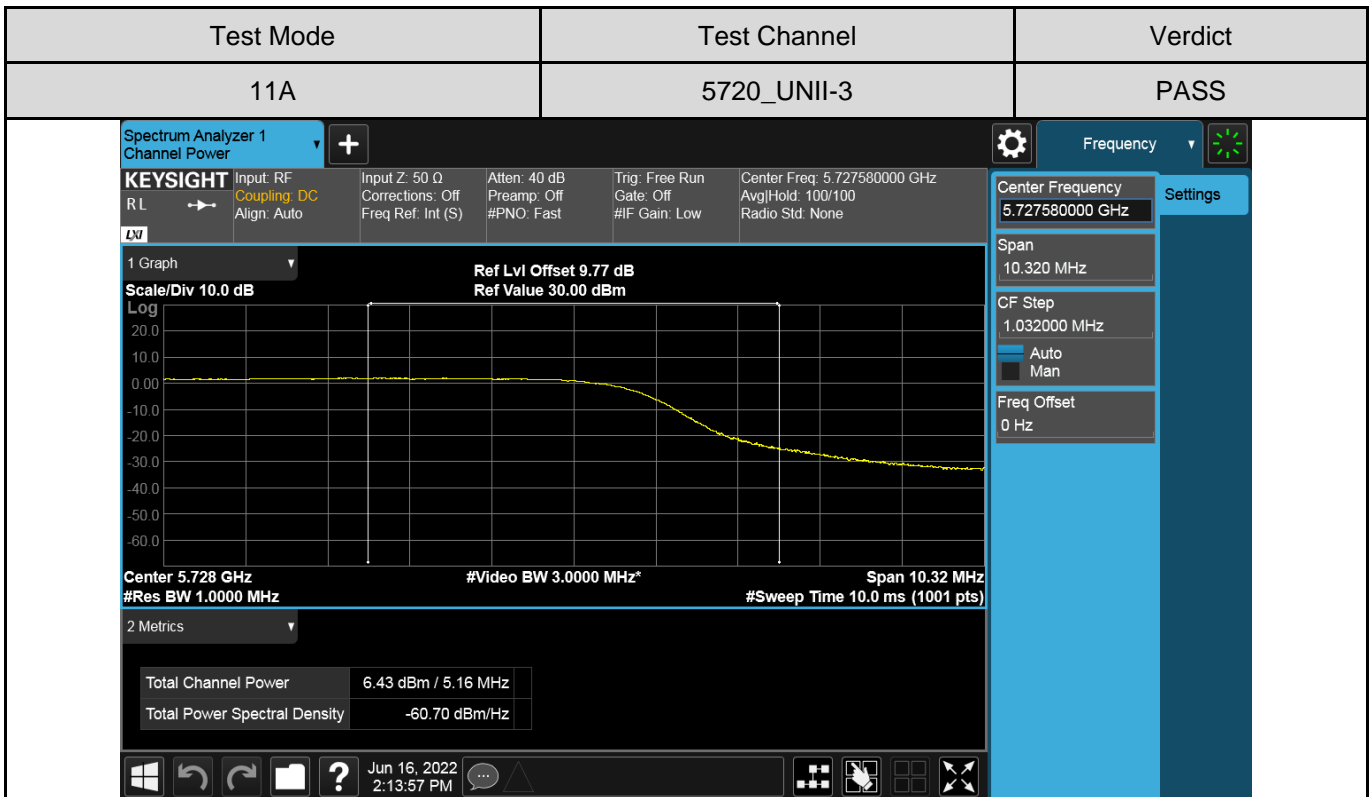 Test Mode Test Channel Verdict
11A 5720_UNII-3 PASS
Spectrum Analyzer 1
Channel Power
+
Frequency
KEYSIGHT
R L
LXI
Input: RF
Coupling: DC
Align: Auto
Input Z: 50 Ω
Corrections: Off
Freq Ref: Int (S)
Atten: 40 dB
Preamp: Off
#PNO: Fast
Trig: Free Run
Gate: Off
#IF Gain: Low
Center Freq: 5.727580000 GHz
Avg|Hold: 100/100
Radio Std: None
1 Graph
Scale/Div 10.0 dB
Ref Lvl Offset 9.77 dB
Ref Value 30.00 dBm
Log
20.0
10.0
0.00
-10.0
-20.0
-30.0
-40.0
-50.0
-60.0
Center 5.728 GHz
#Res BW 1.0000 MHz
#Video BW 3.0000 MHz*
Span 10.32 MHz
#Sweep Time 10.0 ms (1001 pts)
2 Metrics
Total Channel Power 6.43 dBm / 5.16 MHz
Total Power Spectral Density -60.70 dBm/Hz
Center Frequency
5.727580000 GHz
Settings
Span
10.320 MHz
CF Step
1.032000 MHz
Auto
Man
Freq Offset
0 Hz
?
Jun 16, 2022
2:13:57 PM